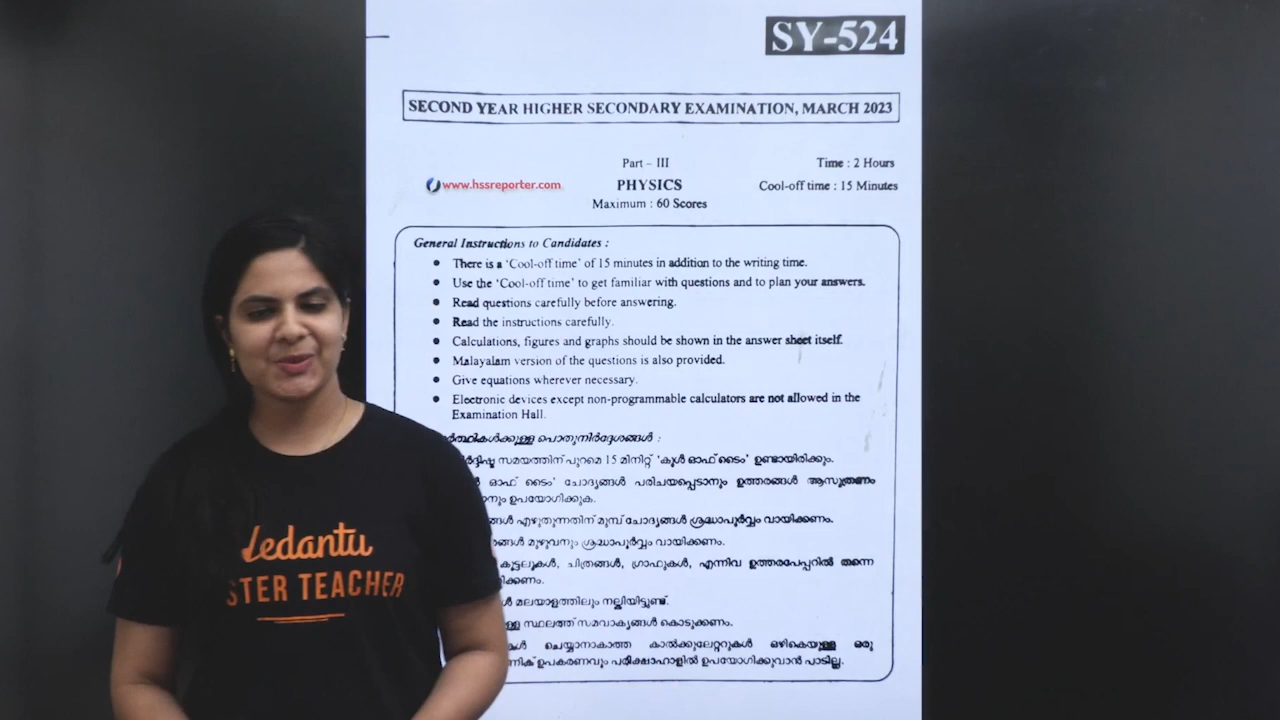 SY-524
SECOND YEAR HIGHER SECONDARY EXAMINATION, MARCH 2023
Part – III
Time : 2 Hours
www.hssreporter.com
PHYSICS
Cool-off time : 15 Minutes
Maximum : 60 Scores
General Instructions to Candidates :
There is a ‘Cool-off time’ of 15 minutes in addition to the writing time.
Use the ‘Cool-off time’ to get familiar with questions and to plan your answers.
Read questions carefully before answering.
Read the instructions carefully.
Calculations, figures and graphs should be shown in the answer sheet itself.
Malayalam version of the questions is also provided.
Give equations wherever necessary.
Electronic devices except non-programmable calculators are not allowed in the
Examination Hall.
പൊതുനിർദ്ദേശങ്ങൾ :
സമയത്തിന് പുറമെ 15 മിനിറ്റ് ‘കൂൾ ഓഫ് ടൈം’ ഉണ്ടായിരിക്കും.
ഓഫ് ടൈം’ ചോദ്യങ്ങൾ പരിചയപ്പെടാനും ഉത്തരങ്ങൾ ആസൂത്രണം
ഉപയോഗിക്കുക.
എഴുതുന്നതിന് മുമ്പ് ചോദ്യങ്ങൾ ശ്രദ്ധാപൂർവ്വം വായിക്കണം.
മുഴുവനും ശ്രദ്ധാപൂർവ്വം വായിക്കണം.
കൂട്ടലുകൾ, ചിത്രങ്ങൾ, ഗ്രാഫുകൾ, എന്നിവ ഉത്തരപേപ്പറിൽ തന്നെ
മലയാളത്തിലും നല്കിയിട്ടുണ്ട്.
സ്ഥലത്ത് സമവാക്യങ്ങൾ കൊടുക്കണം.
ചെയ്യാനാകാത്ത കാൽക്കുലേറ്ററുകൾ ഒഴികെയുള്ള ഒരു
ഉപകരണവും പരീക്ഷാഹാളിൽ ഉപയോഗിക്കുവാൻ പാടില്ല.
Vedantu
STER TEACHER